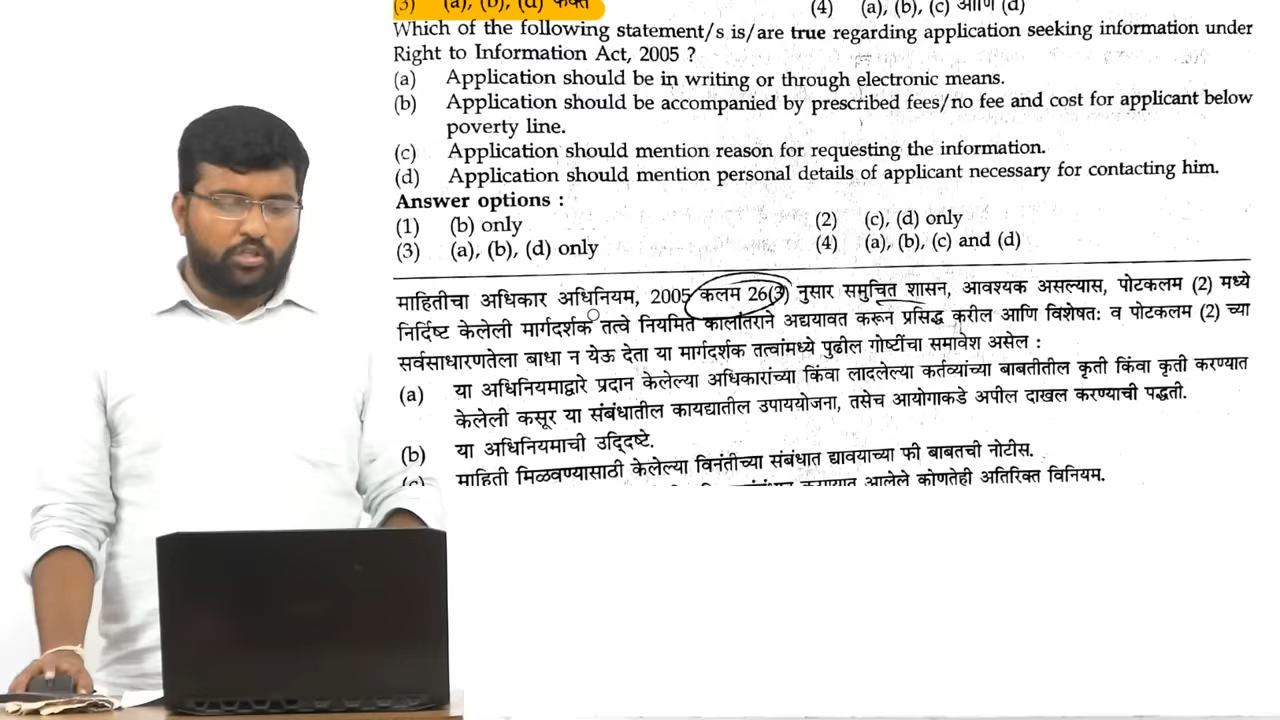 (3) (a), (b), (d) फक्त
(4) (a), (b), (c) आणि (d)
Which of the following statement/s is/are true regarding application seeking information under
Right to Information Act, 2005 ?
(a) Application should be in writing or through electronic means.
(b) Application should be accompanied by prescribed fees/no fee and cost for applicant below
poverty line.
(c) Application should mention reason for requesting the information.
(d) Application should mention personal details of applicant necessary for contacting him.
Answer options :
(1) (b) only
(2) (c), (d) only
(3) (a), (b), (d) only
(4) (a), (b), (c) and (d)
माहितीचा अधिकार अधिनियम, 2005 कलम 26(3) नुसार समुचित शासन, आवश्यक असल्यास, पोटकलम (2) मध्ये
निर्दिष्ट केलेली मार्गदर्शक तत्वे नियमित कालांतराने अद्ययावत करून प्रसिद्ध करील आणि विशेषतः व पोटकलम (2) च्या
सर्वसाधारणतेला बाधा न येऊ देता या मार्गदर्शक तत्वांमध्ये पुढील गोष्टींचा समावेश असेल :
(a) या अधिनियमाद्वारे प्रदान केलेल्या अधिकारांच्या किंवा लादलेल्या कर्तव्यांच्या बाबतीतील कृती किंवा कृती करण्यात
केलेली कसूर या संबंधातील कायद्यातील उपाययोजना, तसेच आयोगाकडे अपील दाखल करण्याची पद्धती.
(b) या अधिनियमाची उद्दिष्टे.
(c) माहिती मिळवण्यासाठी केलेल्या विनंतीच्या संबंधात द्यावयाच्या फी बाबतची नोटीस.
करण्यात आलेले कोणतेही अतिरिक्त विनियम.